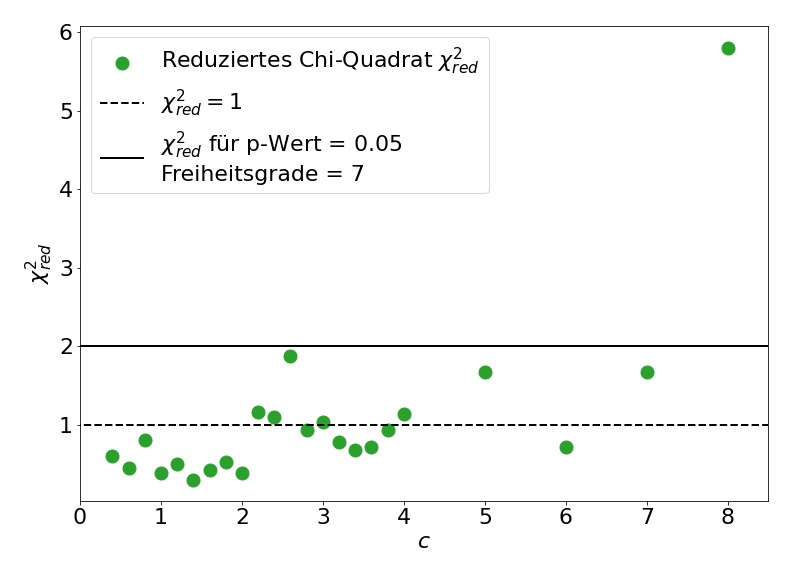 6
5
4
3
2
1
χ²red
Reduziertes Chi-Quadrat χ²red
χ²red = 1
χ²red für p-Wert = 0.05
Freiheitsgrade = 7
0 1 2 3 4 5 6 7 8
c